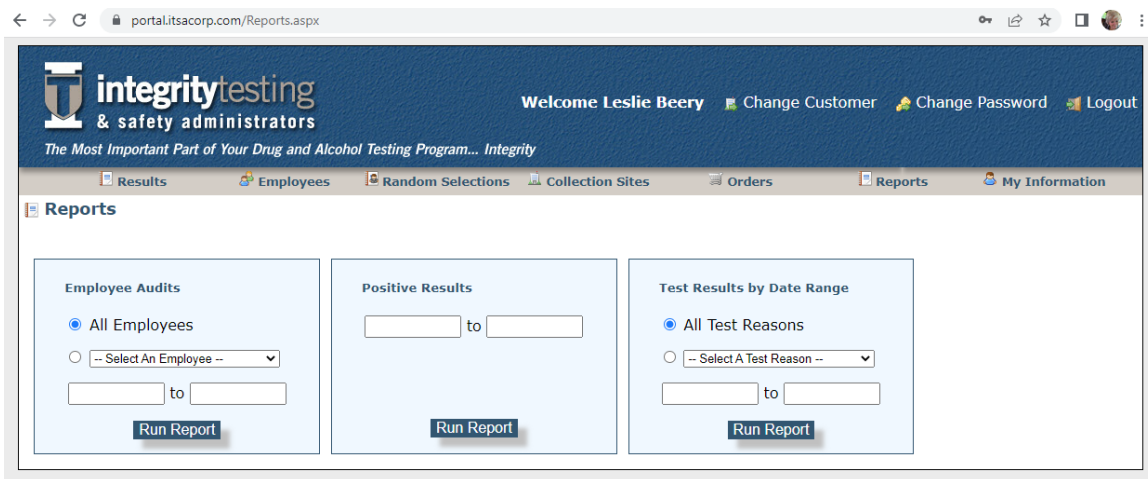 portal.itsacorp.com/Reports.aspx
integritytesting
& safety administrators
The Most Important Part of Your Drug and Alcohol Testing Program... Integrity
Welcome Leslie Beery Change Customer Change Password Logout
Results Employees Random Selections Collection Sites Orders Reports My Information
Reports
Employee Audits
All Employees
-- Select An Employee --
to
Run Report
Positive Results
to
Run Report
Test Results by Date Range
All Test Reasons
-- Select A Test Reason --
to
Run Report